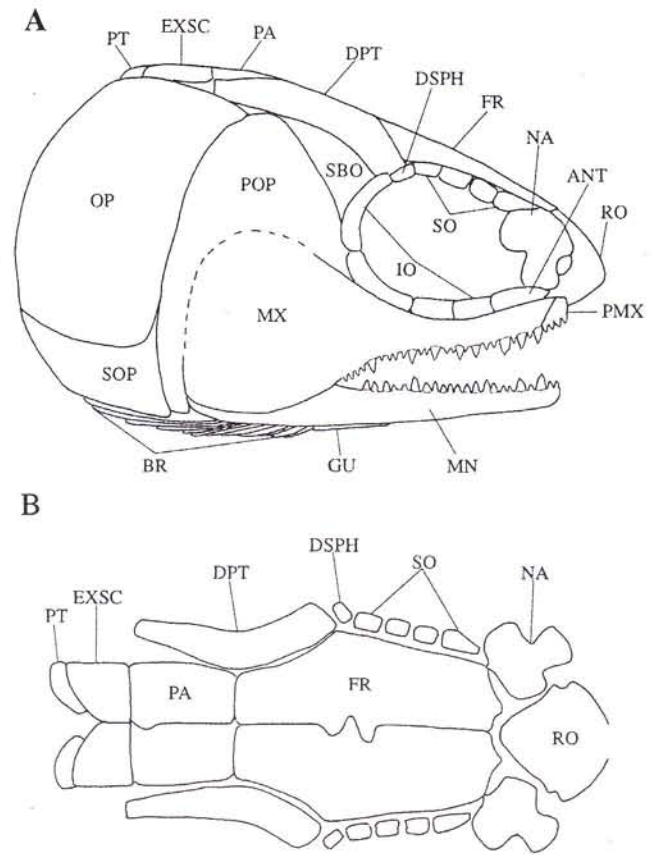 A
PT EXSC PA DPT DSPH FR NA ANT RO
SBO
POP
OP
SO
IO
MX
PMX
SOP
BR GU MN
B
DSPH SO
DPT NA
EXSC
PT
PA FR
RO